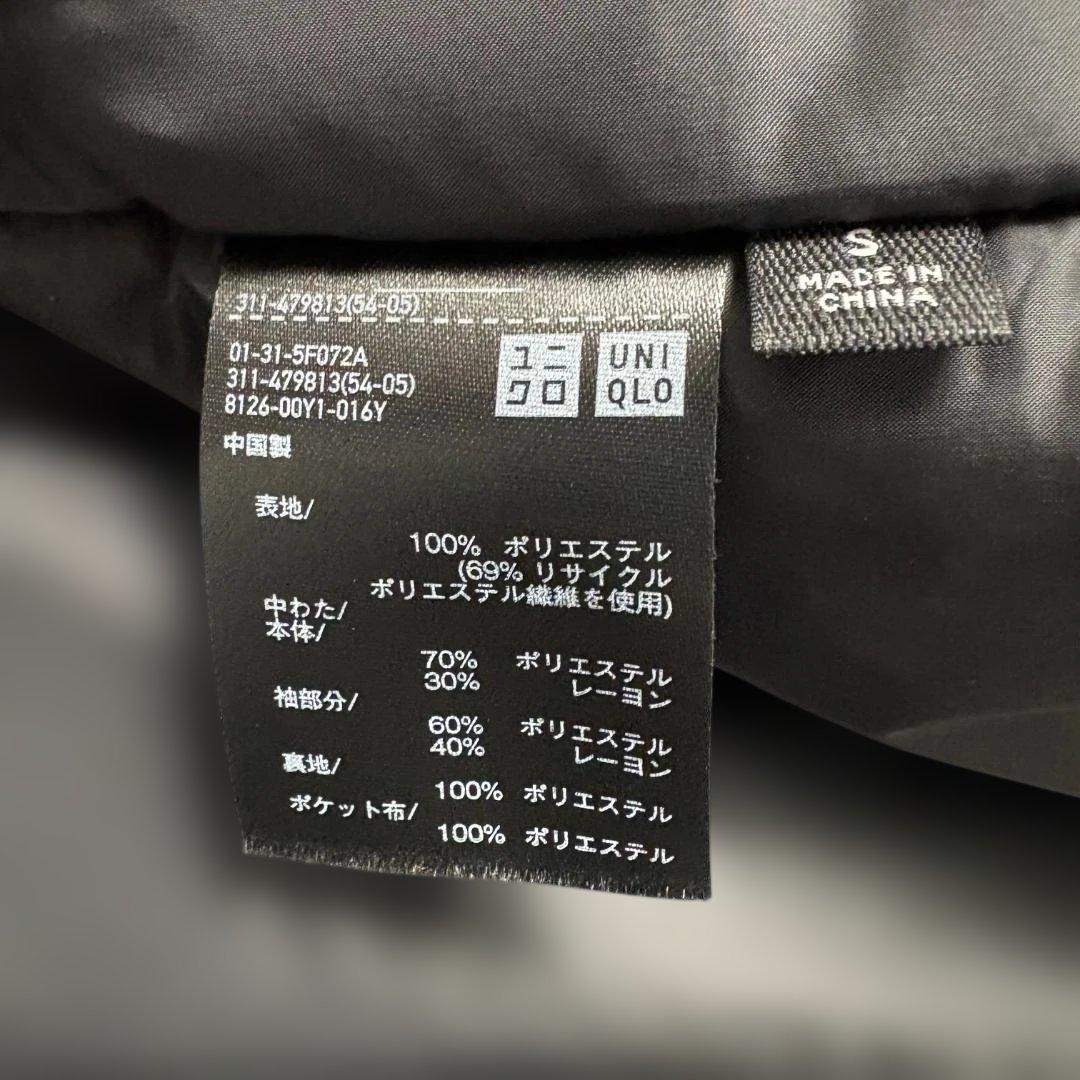 311-479813(54-05)
01-31-5F072A
311-479813(54-05)
8126-00Y1-016Y
ユニ
クロ
UNI
QLO
中国製
表地/
100% ポリエステル
(69% リサイクル
ポリエステル繊維を使用)
中わた/
本体/
70% ポリエステル
30% レーヨン
袖部分/
60% ポリエステル
40% レーヨン
裏地/
100% ポリエステル
ポケット布/
100% ポリエステル
S
MADE IN
CHINA